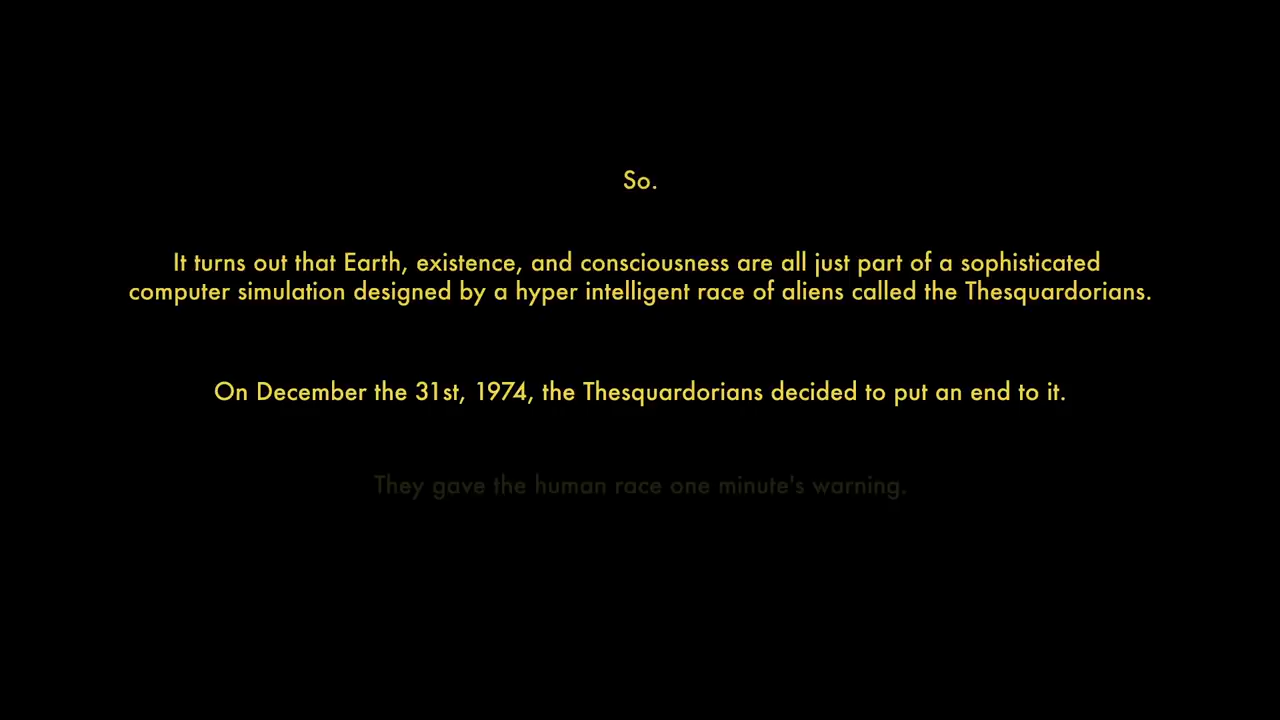 So.
It turns out that Earth, existence, and consciousness are all just part of a sophisticated
computer simulation designed by a hyper intelligent race of aliens called the Thesquardorians.
On December the 31st, 1974, the Thesquardorians decided to put an end to it.
They gave the human race one minute's warning.